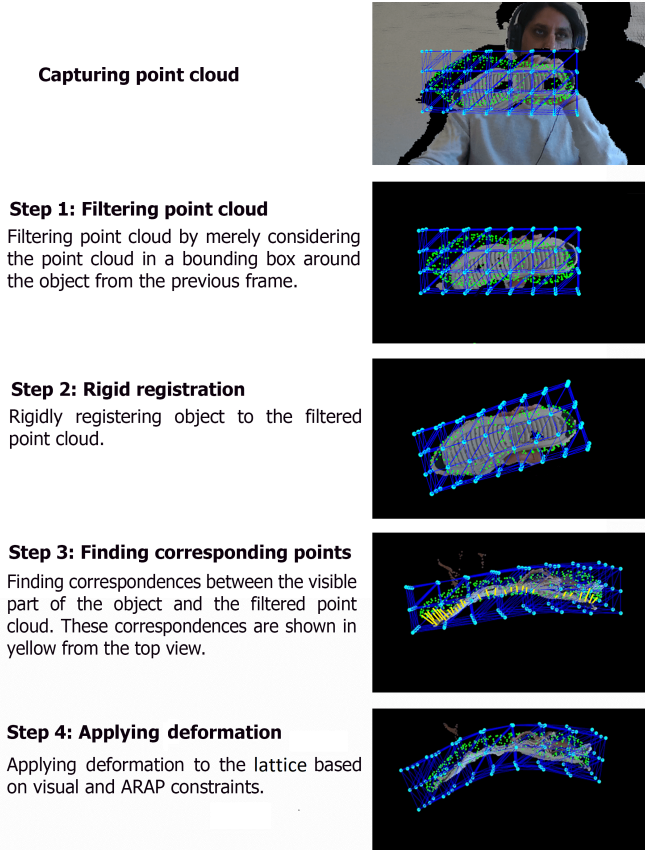 Capturing point cloud
Step 1: Filtering point cloud
Filtering point cloud by merely considering
the point cloud in a bounding box around
the object from the previous frame.
Step 2: Rigid registration
Rigidly registering object to the filtered
point cloud.
Step 3: Finding corresponding points
Finding correspondences between the visible
part of the object and the filtered point
cloud. These correspondences are shown in
yellow from the top view.
Step 4: Applying deformation
Applying deformation to the lattice based
on visual and ARAP constraints.